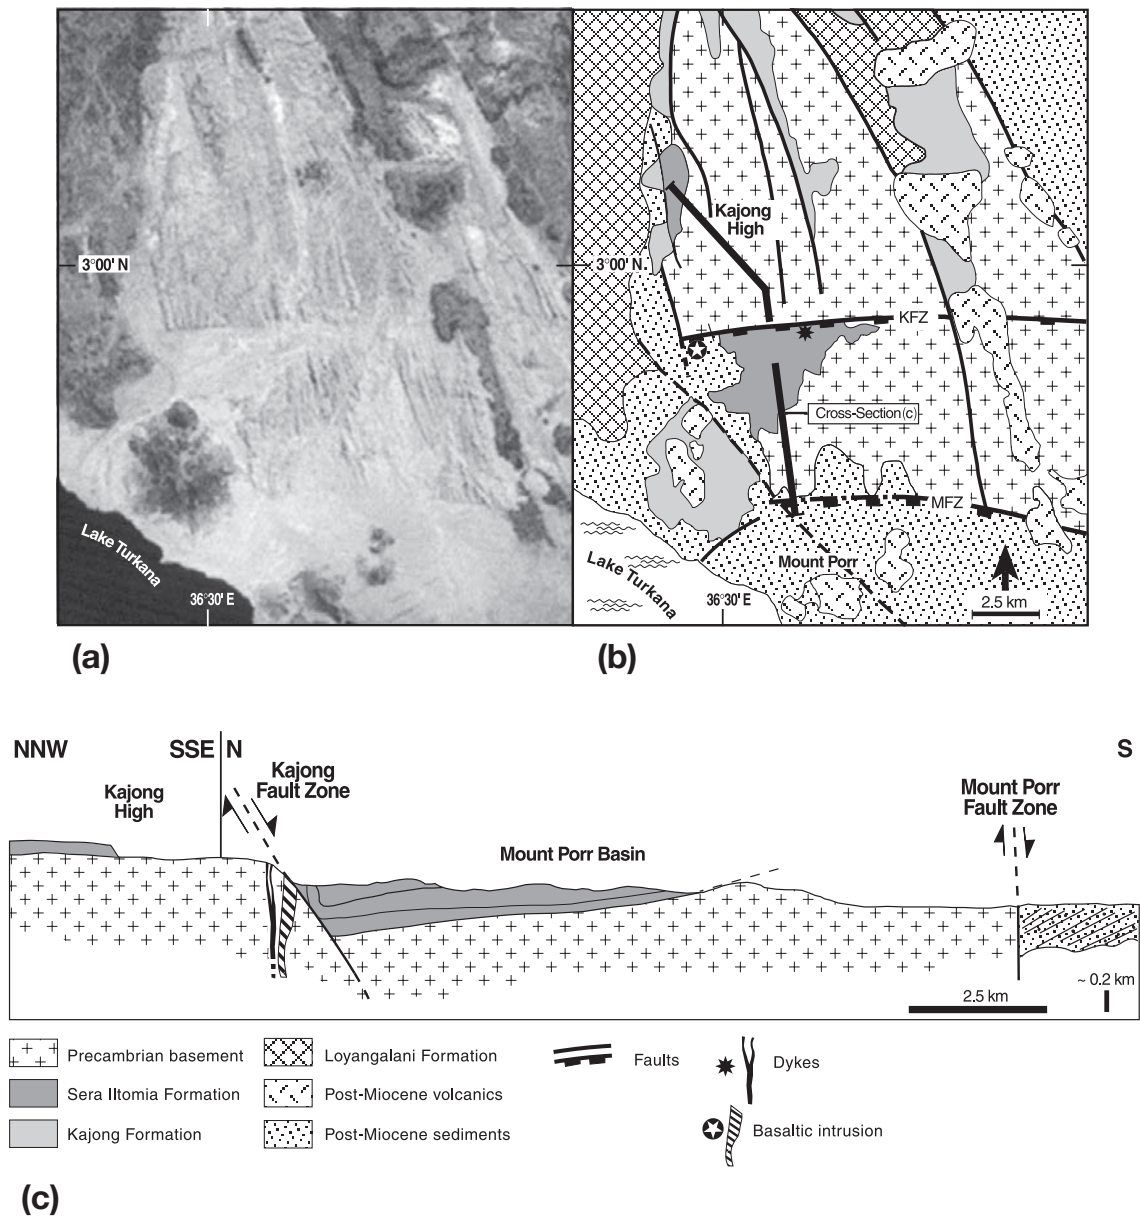 3°00' N
Lake Turkana
36°30' E
(a)
Kajong
High
3°00' N
KFZ
Cross-Section(c)
MFZ
Mount Porr
Lake Turkana
36°30' E
2.5 km
(b)
NNW
SSE
N
S
Kajong
High
Kajong
Fault Zone
Mount Porr Basin
Mount Porr
Fault Zone
2.5 km
~ 0.2 km
Precambrian basement
Loyangalani Formation
Faults
Dykes
Sera Iltomia Formation
Post-Miocene volcanics
Kajong Formation
Post-Miocene sediments
Basaltic intrusion
(c)